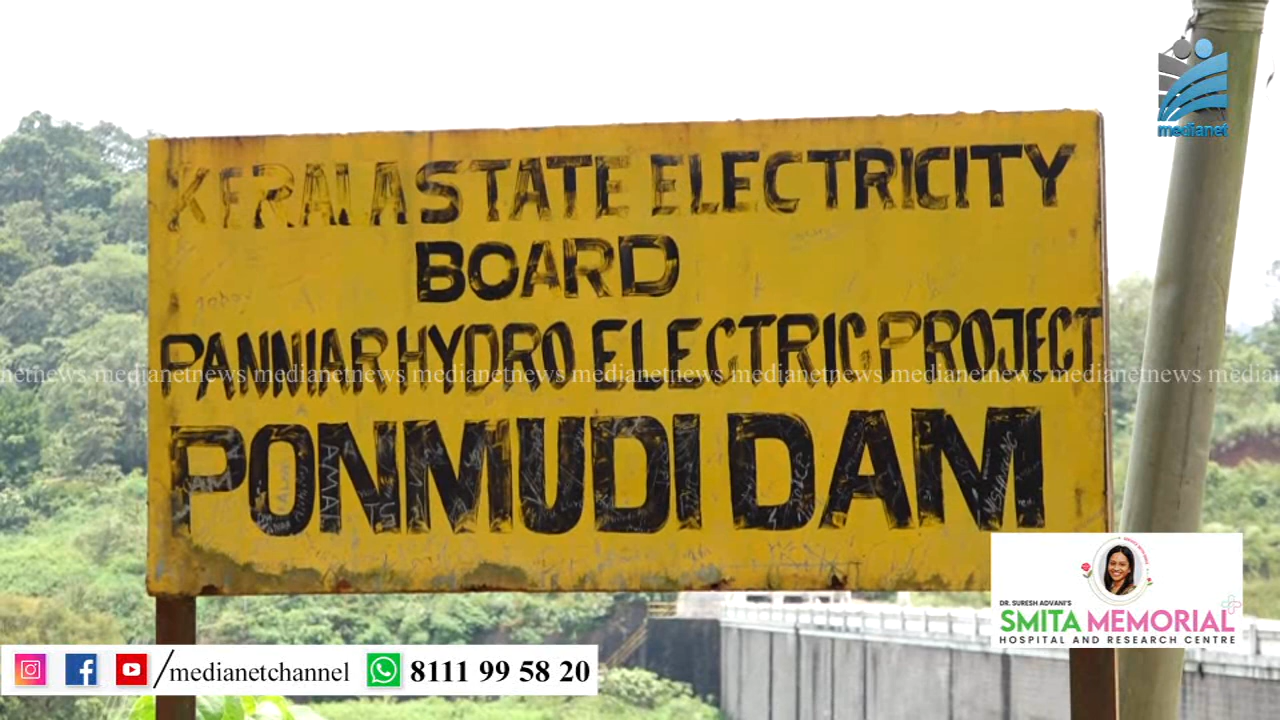 medianet
KERALA STATE ELECTRICITY
BOARD
PANNIAR HYDRO ELECTRIC PROJECT
medianetnews medianetnews medianetnews medianetnews medianetnews medianetnews medianetnews
PONMUDI DAM
DR. SURESH ADVANI'S
SMITA MEMORIAL
HOSPITAL AND RESEARCH CENTRE
/medianetchannel 8111 99 58 20